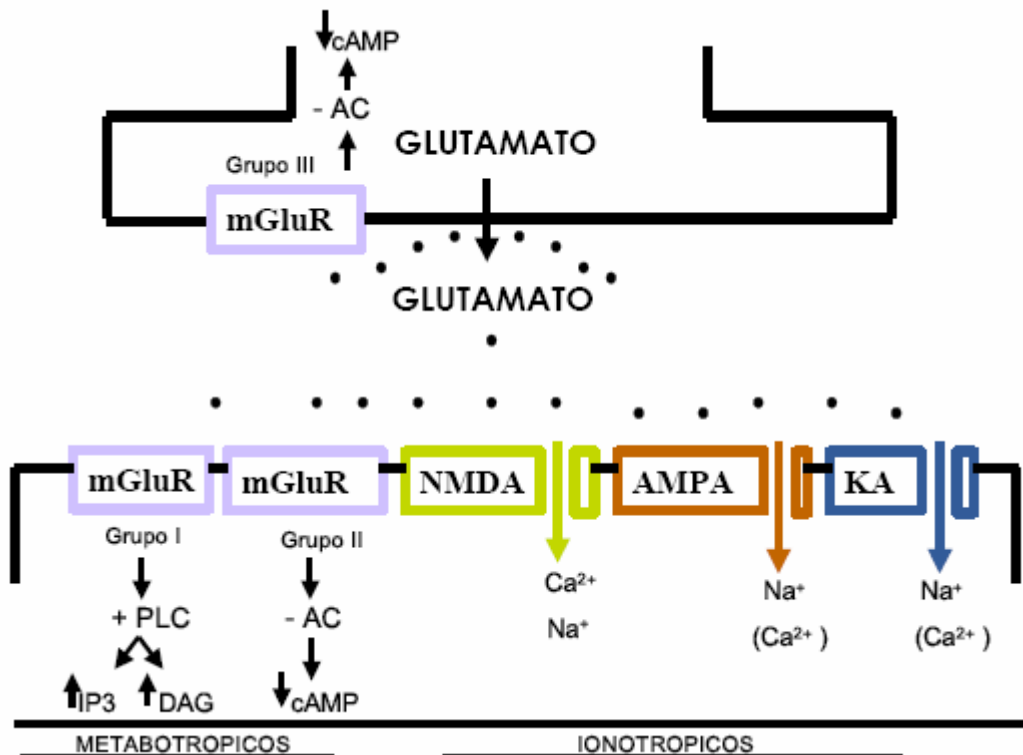 cAMP
- AC
GLUTAMATO
Grupo III
mGluR
GLUTAMATO
mGluR mGluR NMDA AMPA KA
Grupo I Grupo II
Ca²⁺ Na⁺ Na⁺
+ PLC - AC Na⁺ (Ca²⁺ ) (Ca²⁺ )
IP3 DAG cAMP
METABOTROPICOS IONOTROPICOS